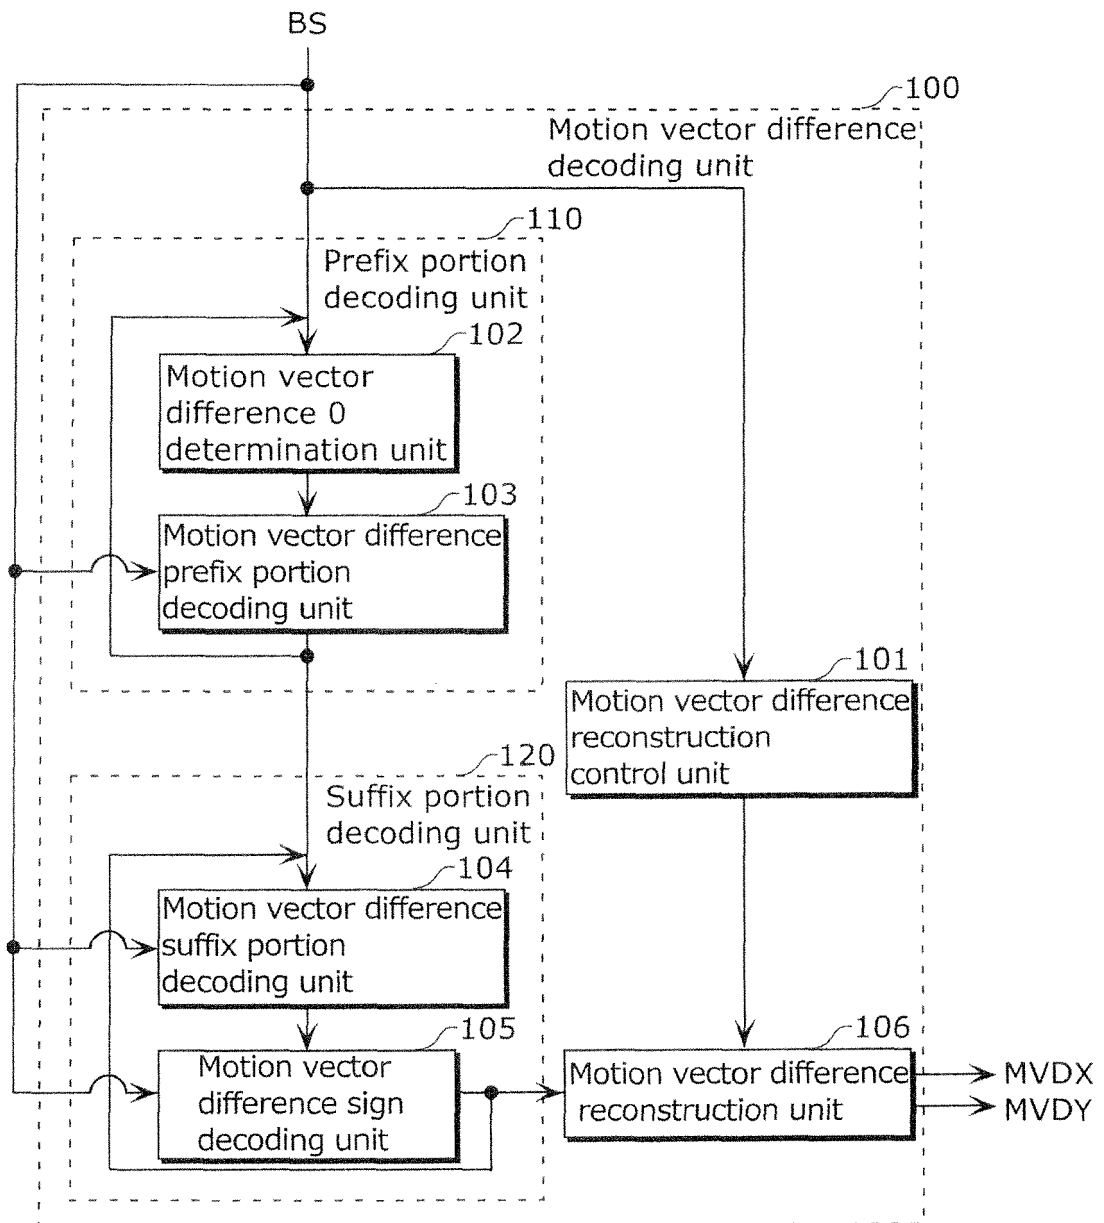 BS
100
Motion vector difference
decoding unit
110
Prefix portion
decoding unit
102
Motion vector
difference 0
determination unit
103
Motion vector difference
prefix portion
decoding unit
101
Motion vector difference
reconstruction
control unit
120
Suffix portion
decoding unit
104
Motion vector difference
suffix portion
decoding unit
105
Motion vector
difference sign
decoding unit
106
Motion vector difference
reconstruction unit
MVDX
MVDY